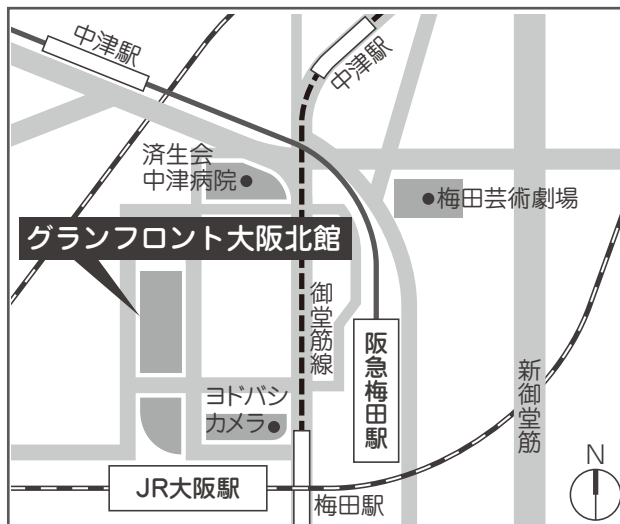 中津駅
中津駅
済生会
中津病院
梅田芸術劇場
グランフロント大阪北館
御堂筋線
阪急梅田駅
新御堂筋
ヨドバシ
カメラ
JR大阪駅
梅田駅
N